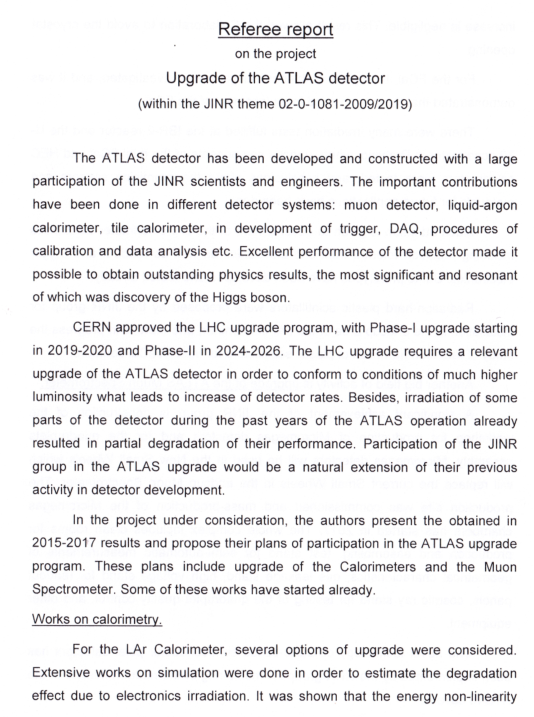 Referee report
on the project
Upgrade of the ATLAS detector
(within the JINR theme 02-0-1081-2009/2019)
The ATLAS detector has been developed and constructed with a large
participation of the JINR scientists and engineers. The important contributions
have been done in different detector systems: muon detector, liquid-argon
calorimeter, tile calorimeter, in development of trigger, DAQ, procedures of
calibration and data analysis etc. Excellent performance of the detector made it
possible to obtain outstanding physics results, the most significant and resonant
of which was discovery of the Higgs boson.
CERN approved the LHC upgrade program, with Phase-I upgrade starting
in 2019-2020 and Phase-II in 2024-2026. The LHC upgrade requires a relevant
upgrade of the ATLAS detector in order to conform to conditions of much higher
luminosity what leads to increase of detector rates. Besides, irradiation of some
parts of the detector during the past years of the ATLAS operation already
resulted in partial degradation of their performance. Participation of the JINR
group in the ATLAS upgrade would be a natural extension of their previous
activity in detector development.
In the project under consideration, the authors present the obtained in
2015-2017 results and propose their plans of participation in the ATLAS upgrade
program. These plans include upgrade of the Calorimeters and the Muon
Spectrometer. Some of these works have started already.
Works on calorimetry.
For the LAr Calorimeter, several options of upgrade were considered.
Extensive works on simulation were done in order to estimate the degradation
effect due to electronics irradiation. It was shown that the energy non-linearity